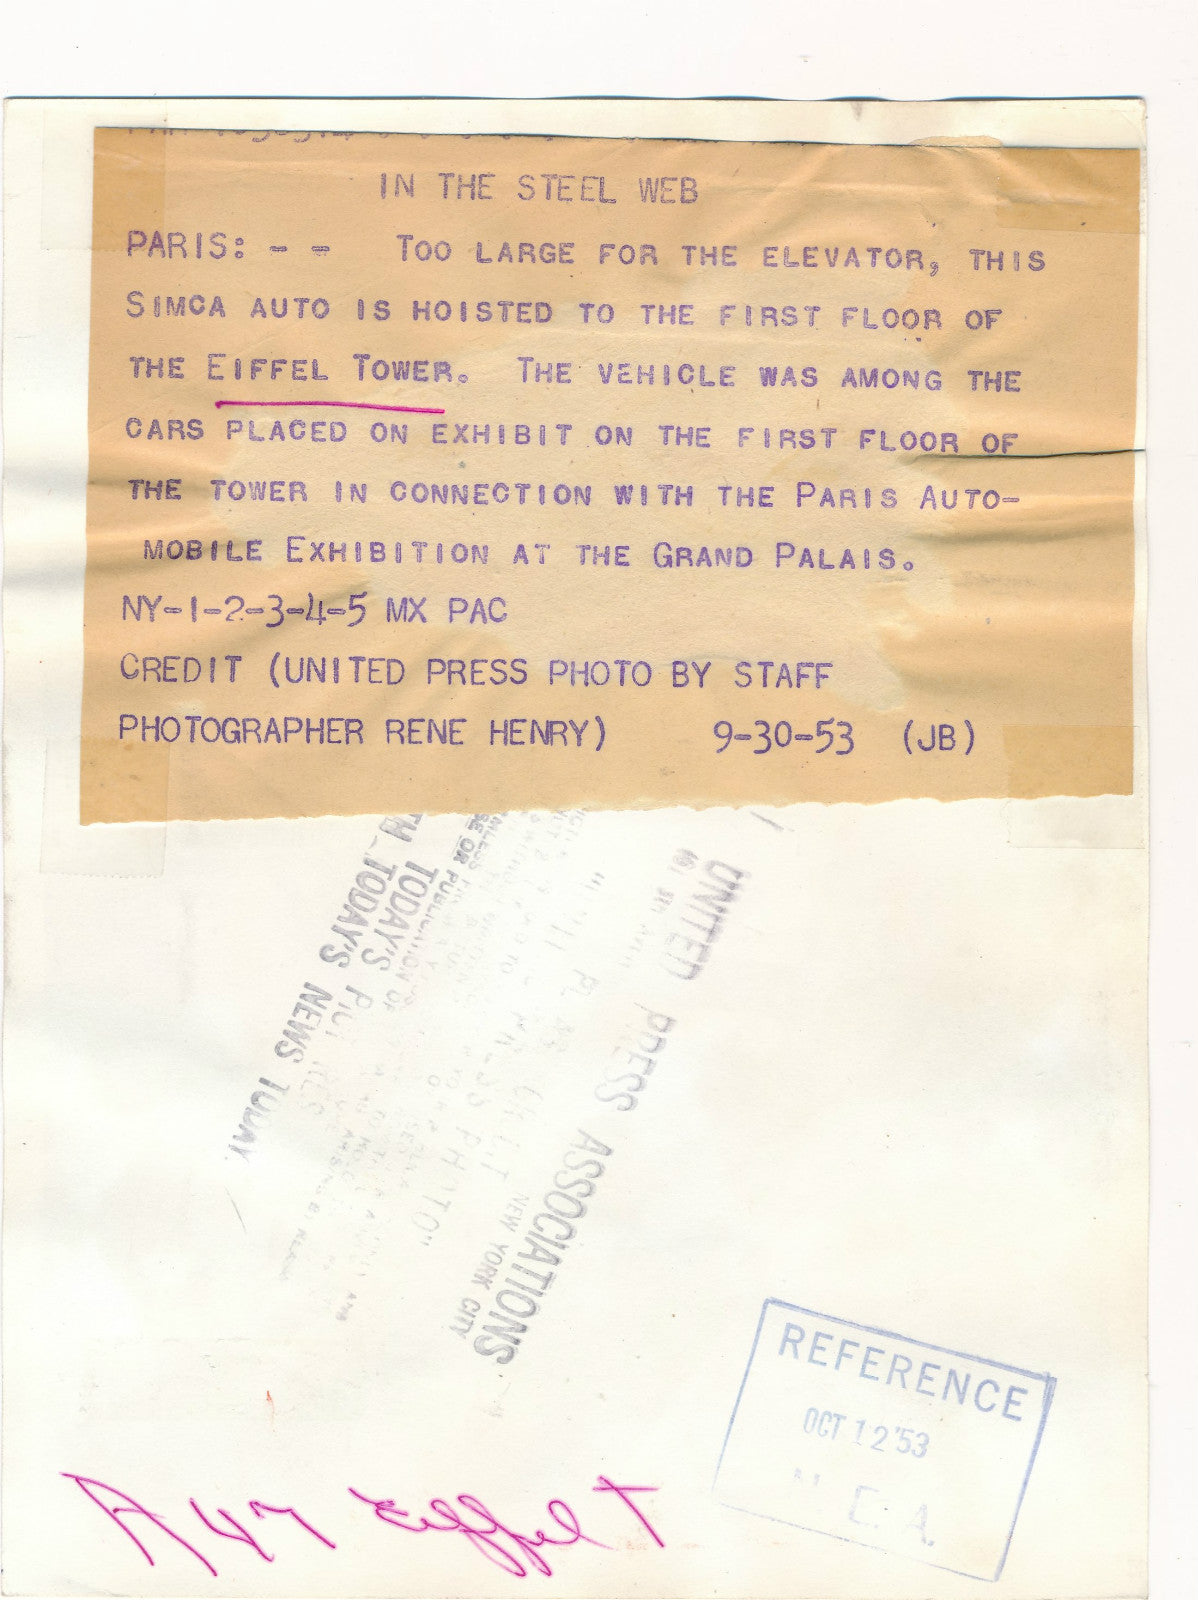 IN THE STEEL WEB
PARIS: - - TOO LARGE FOR THE ELEVATOR, THIS
SIMCA AUTO IS HOISTED TO THE FIRST FLOOR OF
THE EIFFEL TOWER. THE VEHICLE WAS AMONG THE
CARS PLACED ON EXHIBIT ON THE FIRST FLOOR OF
THE TOWER IN CONNECTION WITH THE PARIS AUTO-
MOBILE EXHIBITION AT THE GRAND PALAIS.
NY-1-2-3-4-5 MX PAC
CREDIT (UNITED PRESS PHOTO BY STAFF
PHOTOGRAPHER RENE HENRY) 9-30-53 (JB)
UNITED PRESS ASSOCIATIONS
NEW YORK CITY
OR PUBLICATION OF
TODAY'S
TODAY'S NEWS TODAY
REFERENCE
OCT 12 '53
E. A.
Eiffel T